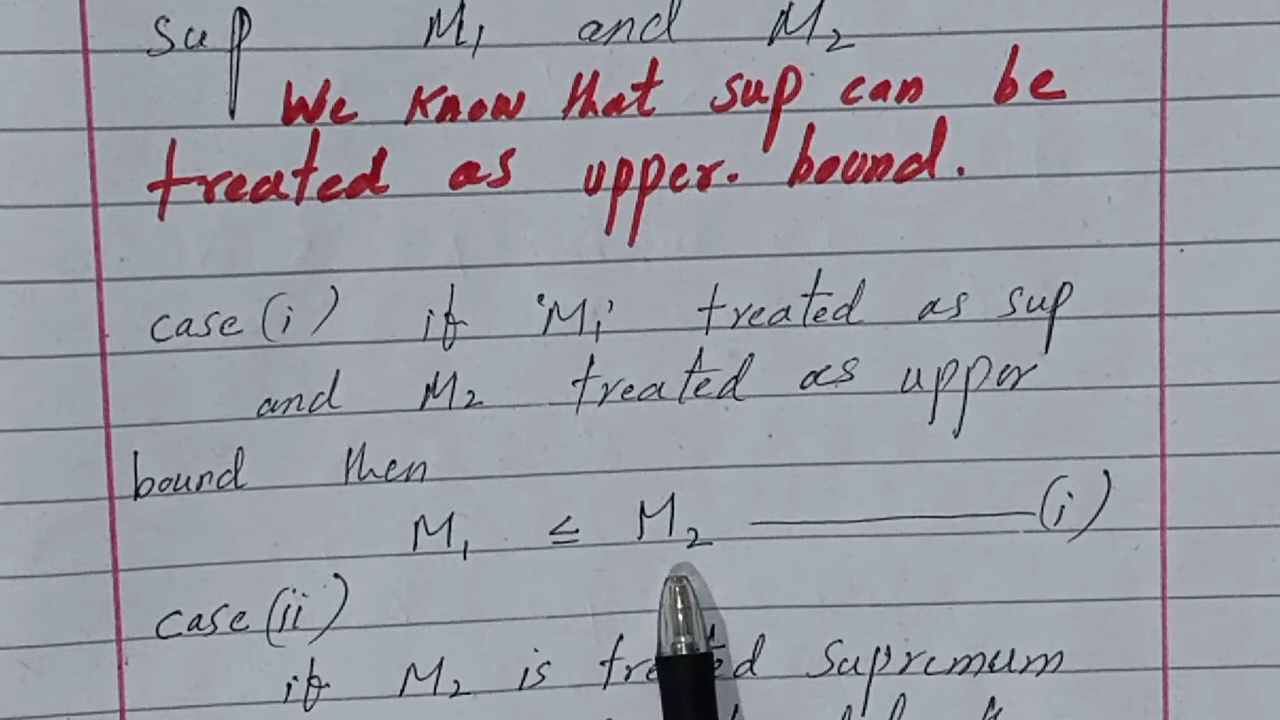 sup M₁ and M₂
We know that sup can be
treated as upper. bound.
case (i) if 'M₁' treated as sup
and M₂ treated as upper
bound then
M₁ ≤ M₂ ———— (i)
case (ii)
if M₂ is treated Supremum